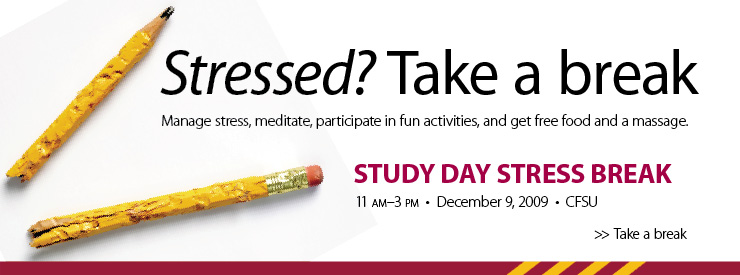 Stressed? Take a break
Manage stress, meditate, participate in fun activities, and get free food and a massage.
STUDY DAY STRESS BREAK
11 AM–3 PM • December 9, 2009 • CFSU
>> Take a break